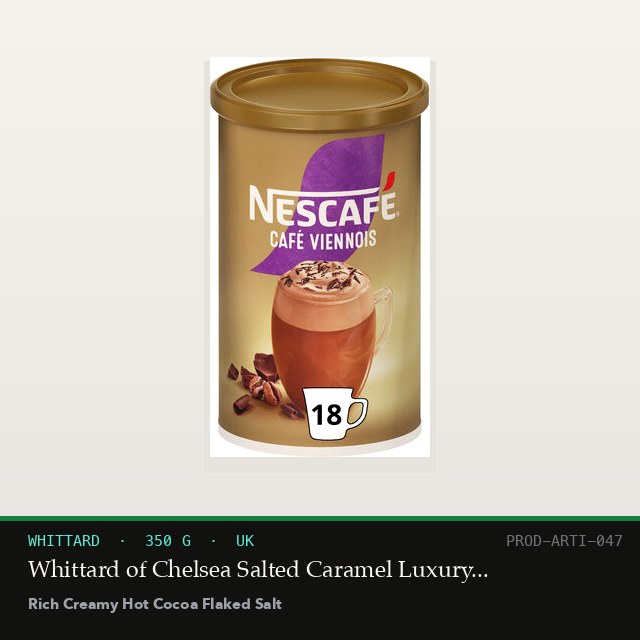 NESCAFÉ
CAFÉ VIENNOIS
18
WHITTARD · 350 G · UK
PROD–ARTI–047
Whittard of Chelsea Salted Caramel Luxury...
Rich Creamy Hot Cocoa Flaked Salt